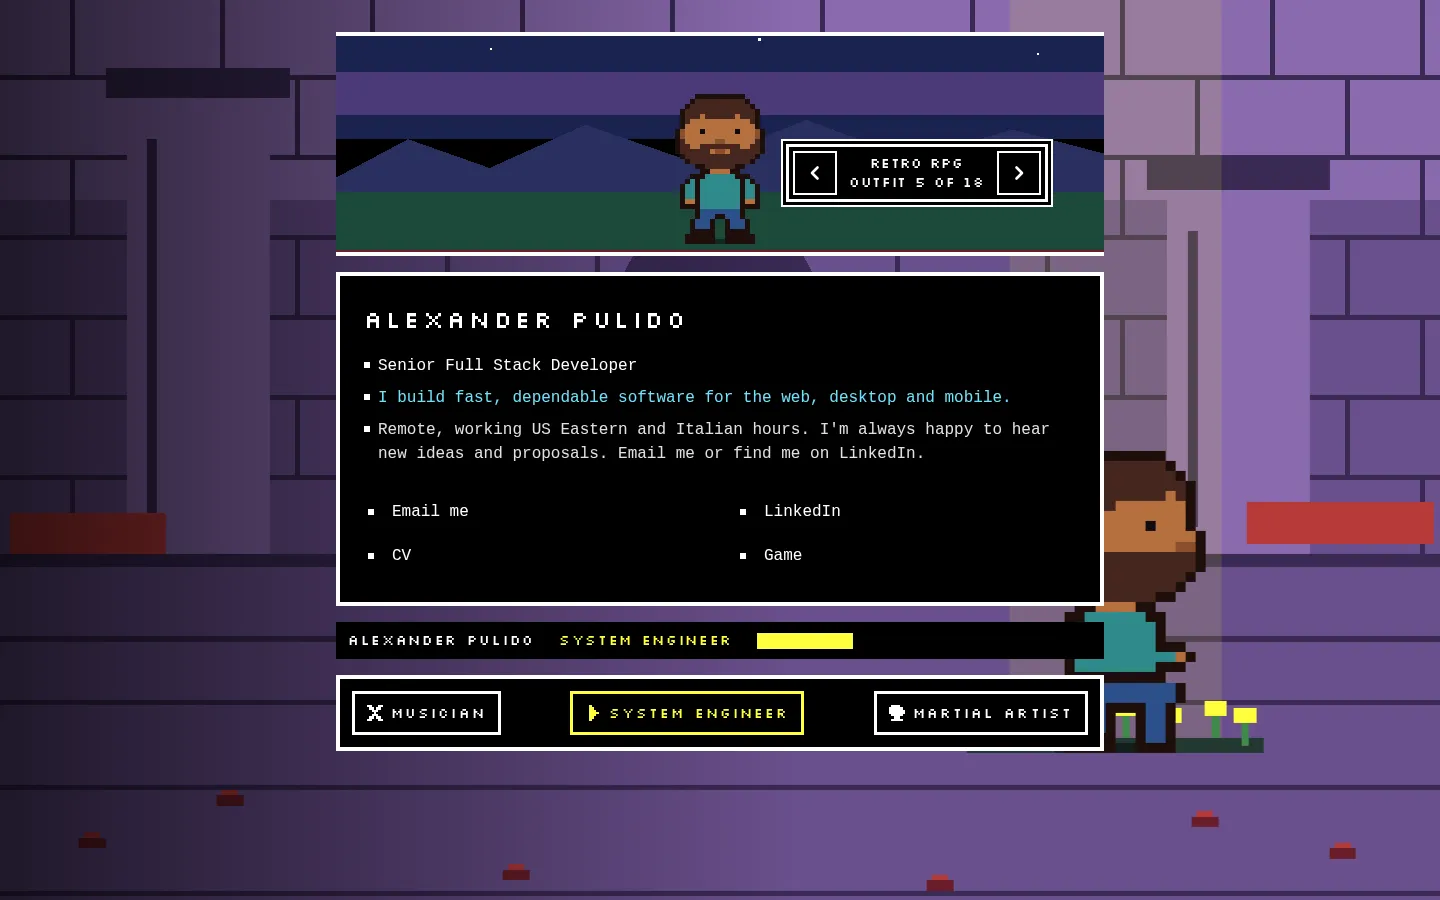 RETRO RPG
OUTFIT 5 OF 18
ALEXANDER PULIDO
Senior Full Stack Developer
I build fast, dependable software for the web, desktop and mobile.
Remote, working US Eastern and Italian hours. I'm always happy to hear
new ideas and proposals. Email me or find me on LinkedIn.
Email me
LinkedIn
CV
Game
ALEXANDER PULIDO SYSTEM ENGINEER
MUSICIAN
SYSTEM ENGINEER
MARTIAL ARTIST